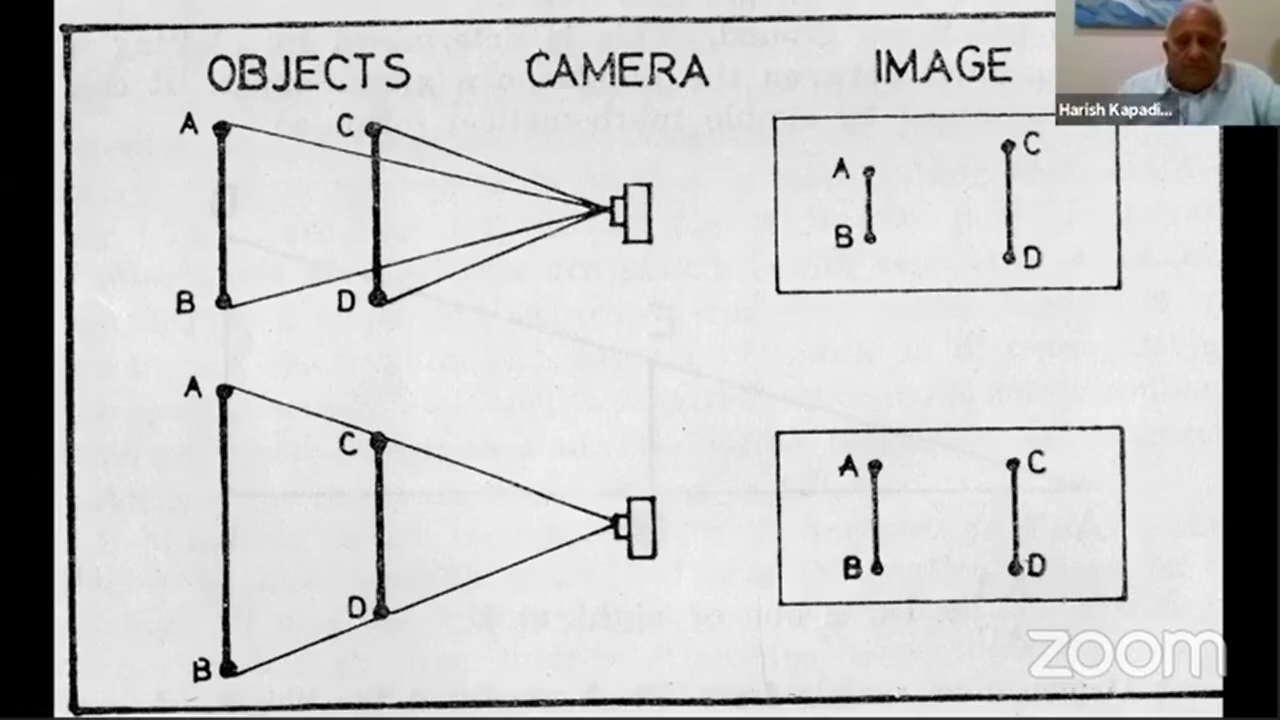 OBJECTS CAMERA IMAGE
Harish Kapadi...
A C
B D
A C
B D
A
C
D
B
A C
B D
zoom